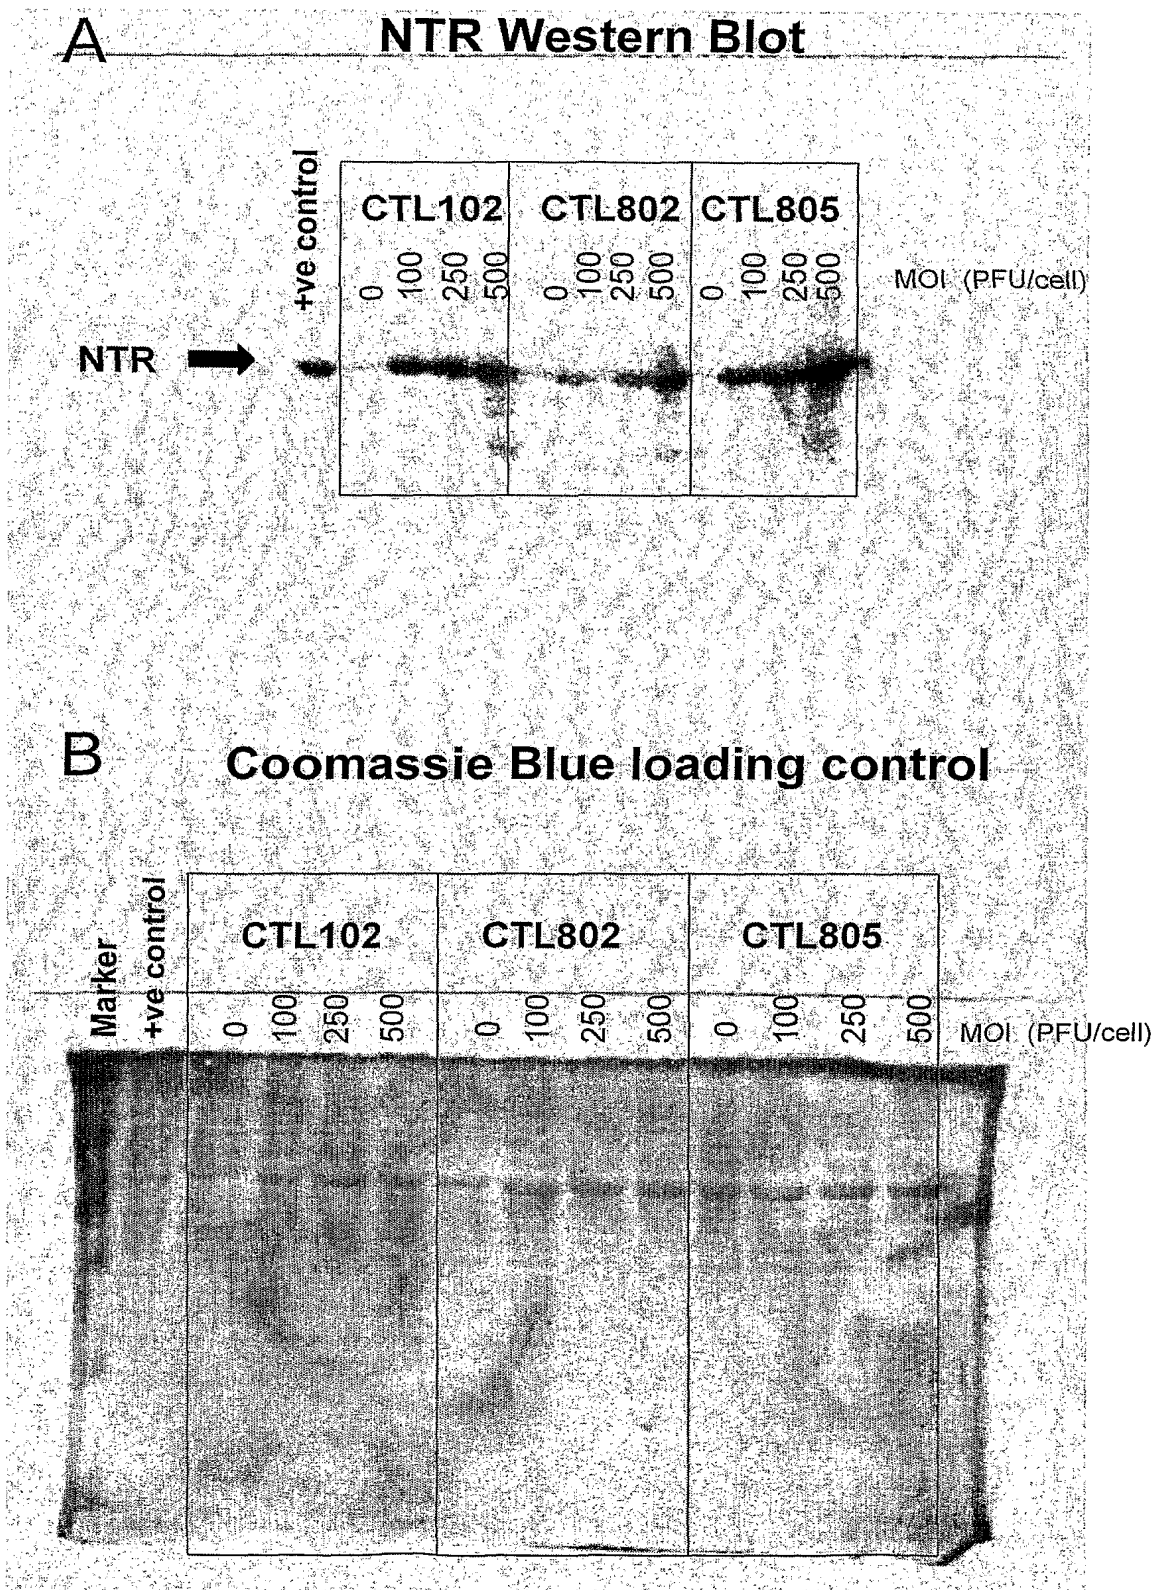 A
NTR Western Blot
+ve control
CTL102 CTL802 CTL805
0 100 250 500 0 100 250 500 0 100 250 500 MOI (PFU/cell)
NTR
B
Coomassie Blue loading control
Marker
+ve control
CTL102 CTL802 CTL805
0 100 250 500 0 100 250 500 0 100 250 500 MOI (PFU/cell)